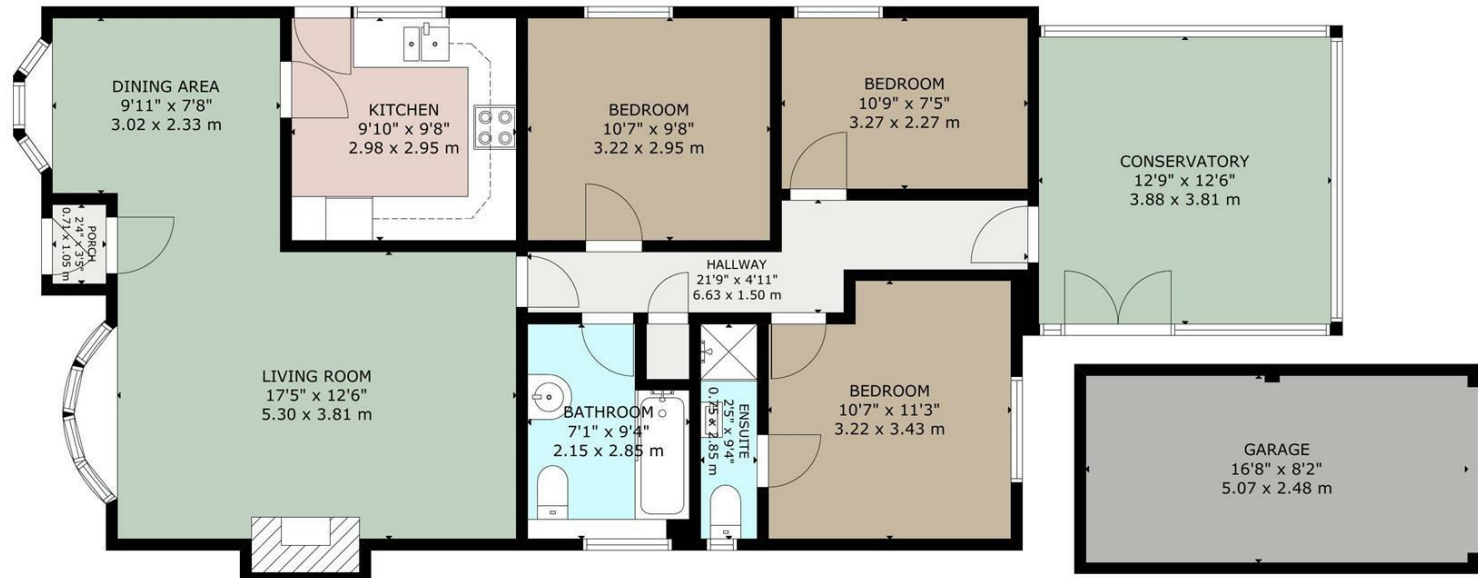 DINING AREA
9'11" x 7'8"
3.02 x 2.33 m
KITCHEN
9'10" x 9'8"
2.98 x 2.95 m
BEDROOM
10'7" x 9'8"
3.22 x 2.95 m
BEDROOM
10'9" x 7'5"
3.27 x 2.27 m
CONSERVATORY
12'9" x 12'6"
3.88 x 3.81 m
PORCH
2'4" x 3'5"
0.71 x 1.05 m
HALLWAY
21'9" x 4'11"
6.63 x 1.50 m
LIVING ROOM
17'5" x 12'6"
5.30 x 3.81 m
BATHROOM
7'1" x 9'4"
2.15 x 2.85 m
ENSUITE
2'5" x 9'4"
0.75 x 2.85 m
BEDROOM
10'7" x 11'3"
3.22 x 3.43 m
GARAGE
16'8" x 8'2"
5.07 x 2.48 m